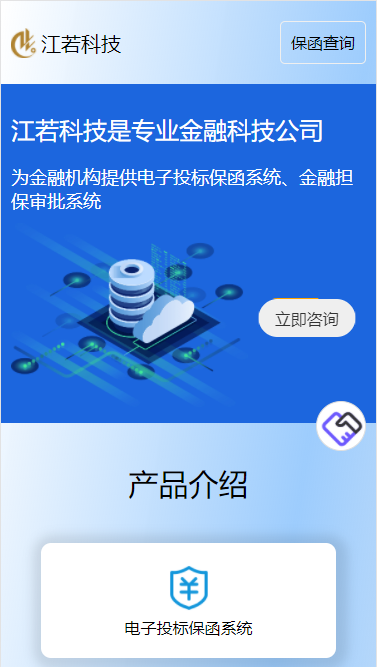 江若科技
保函查询
江若科技是专业金融科技公司
为金融机构提供电子投标保函系统、金融担
保审批系统
立即咨询
产品介绍
电子投标保函系统